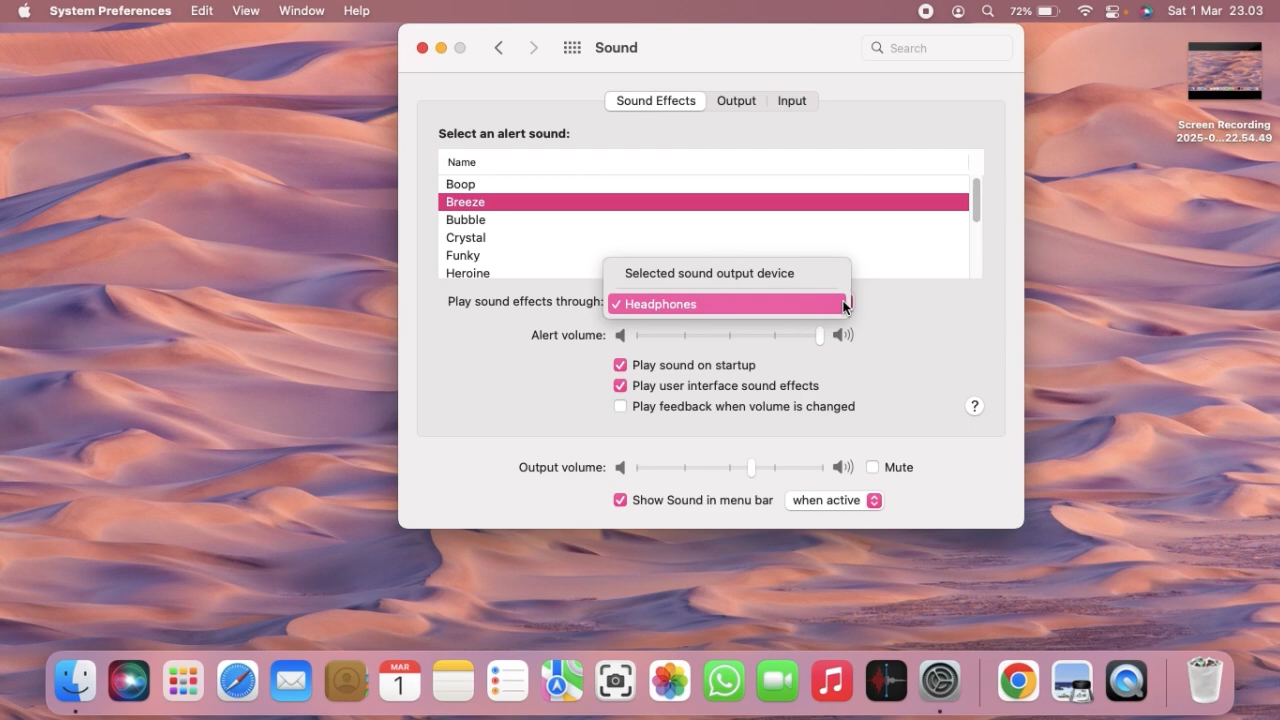 System Preferences Edit View Window Help 72% Sat 1 Mar 23.03
Sound
Search
Sound Effects Output Input
Select an alert sound:
Name
Boop
Breeze
Bubble
Crystal
Funky
Heroine
Selected sound output device
Play sound effects through: ✓ Headphones
Alert volume:
Play sound on startup
Play user interface sound effects
Play feedback when volume is changed
?
Output volume: Mute
Show Sound in menu bar when active
Screen Recording
2025-0...22.54.49
MAR
1